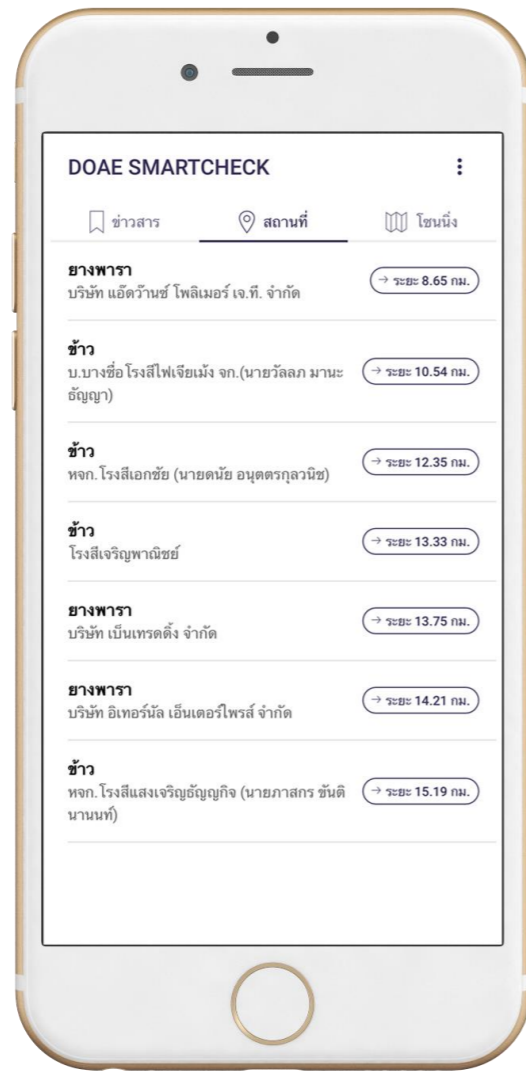 DOAE SMARTCHECK
ข่าวสาร
สถานที่
โซนนิ่ง
ยางพารา
บริษัท แอ๊ดว๊านซ์ โพลิเมอร์ เจ.ที. จำกัด
→ ระยะ 8.65 กม.
ข้าว
บ.บางซื่อโรงสีไฟเจียเม้ง จก.(นายวัลลภ มานะ
ธัญญา)
→ ระยะ 10.54 กม.
ข้าว
หจก.โรงสีเอกชัย (นายดนัย อนุตตรกุลวนิช)
→ ระยะ 12.35 กม.
ข้าว
โรงสีเจริญพาณิชย์
→ ระยะ 13.33 กม.
ยางพารา
บริษัท เบ็นเทรดดิ้ง จำกัด
→ ระยะ 13.75 กม.
ยางพารา
บริษัท อิเทอร์นัล เอ็นเตอร์ไพรส์ จำกัด
→ ระยะ 14.21 กม.
ข้าว
หจก.โรงสีแสงเจริญธัญญกิจ (นายภาสกร ขันติ
นานนท์)
→ ระยะ 15.19 กม.